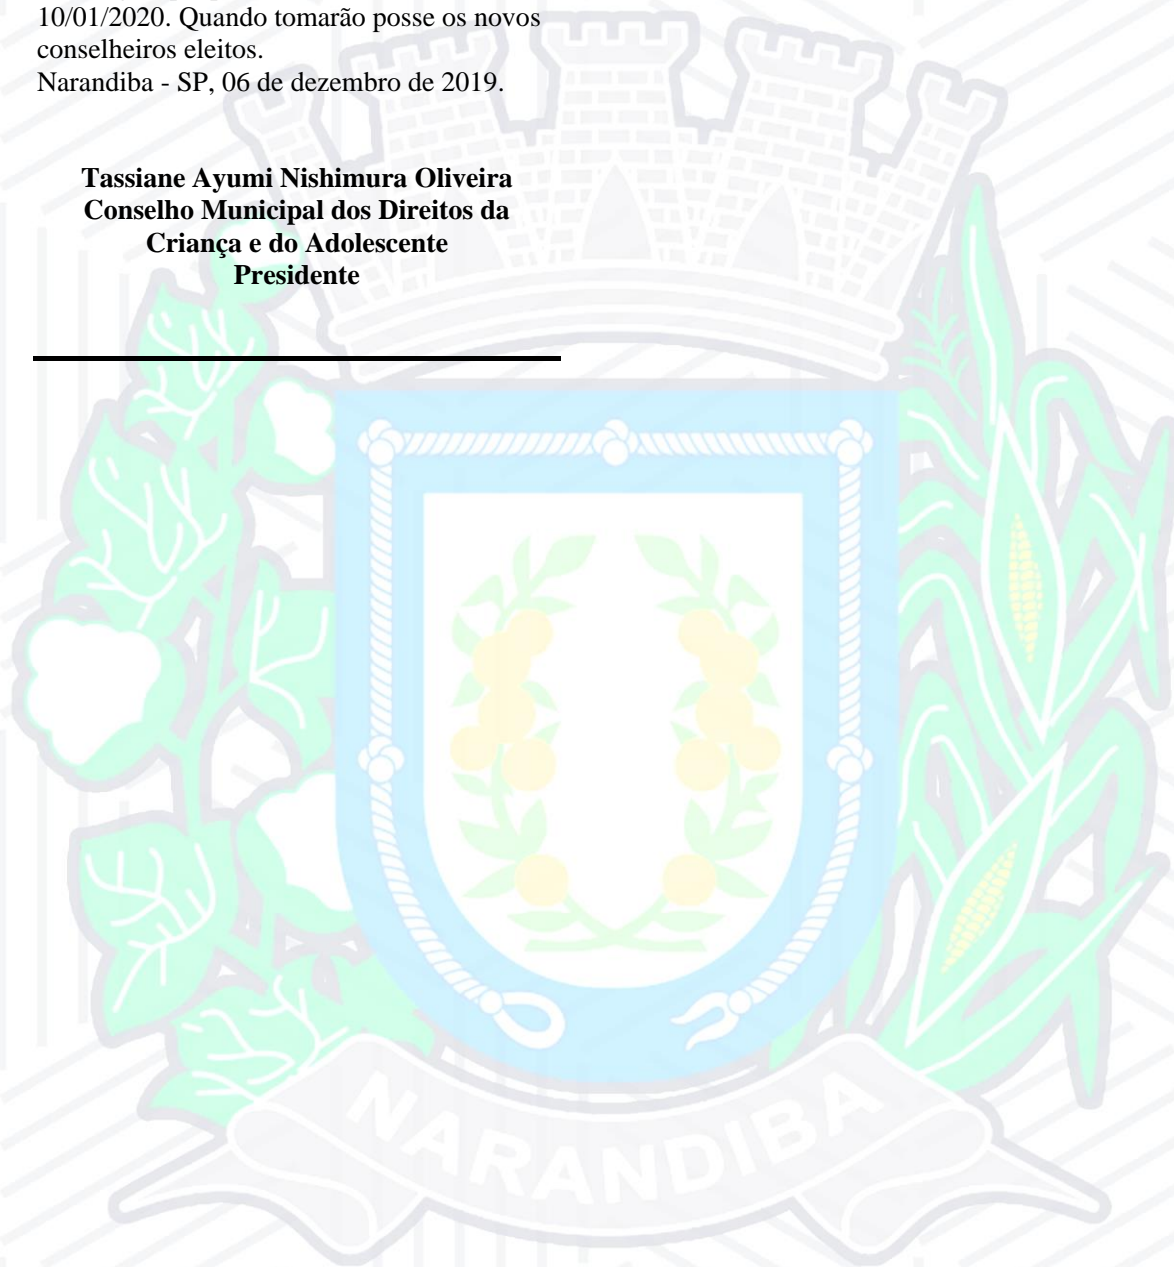 10/01/2020. Quando tomarão posse os novos
conselheiros eleitos.
Narandiba - SP, 06 de dezembro de 2019.
Tassiane Ayumi Nishimura Oliveira
Conselho Municipal dos Direitos da
Criança e do Adolescente
Presidente
NARANDIBA